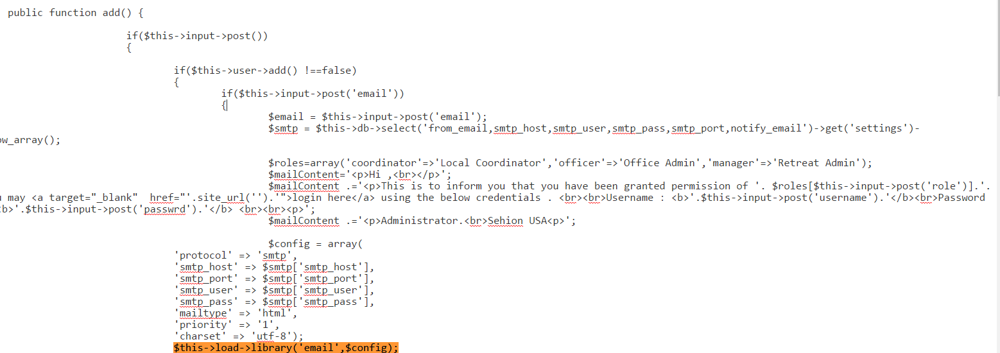 public function add() {
if($this->input->post())
{
if($this->user->add() !==false)
{
if($this->input->post('email'))
{
$email = $this->input->post('email');
$smtp = $this->db->select('from_email,smtp_host,smtp_user,smtp_pass,smtp_port,notify_email')->get('settings')-
ow_array();
$roles=array('coordinator'=>'Local Coordinator','officer'=>'Office Admin','manager'=>'Retreat Admin');
$mailContent='<p>Hi ,<br></p>';
$mailContent .='<p>This is to inform you that you have been granted permission of '. $roles[$this->input->post('role')].'.
may <a target="_blank"  href="'.site_url('').'">login here</a> using the below credentials . <br><br>Username : <b>'.$this->input->post('username').'</b><br>Password
b>'.$this->input->post('passwrd').'</b> <br><br><p>';
$mailContent .='<p>Administrator.<br>Sehion USA<p>';
$config = array(
'protocol' => 'smtp',
'smtp_host' => $smtp['smtp_host'],
'smtp_port' => $smtp['smtp_port'],
'smtp_user' => $smtp['smtp_user'],
'smtp_pass' => $smtp['smtp_pass'],
'mailtype' => 'html',
'priority' => '1',
'charset' => 'utf-8');
$this->load->library('email',$config);